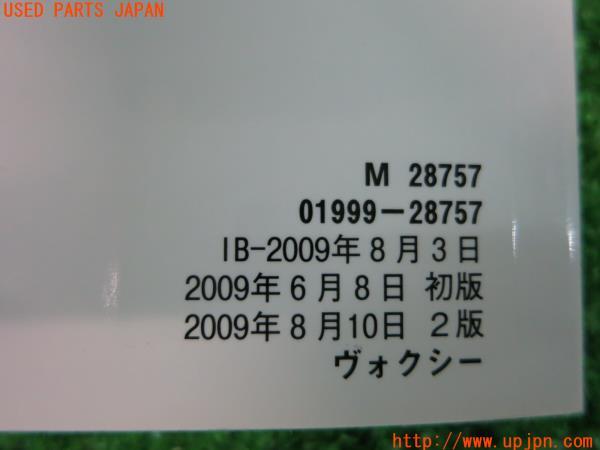 USED PARTS JAPAN
M 28757
01999-28757
IB-2009年8月3日
2009年6月8日 初版
2009年8月10日 2版
ヴォクシー
http://www.upjpn.com/